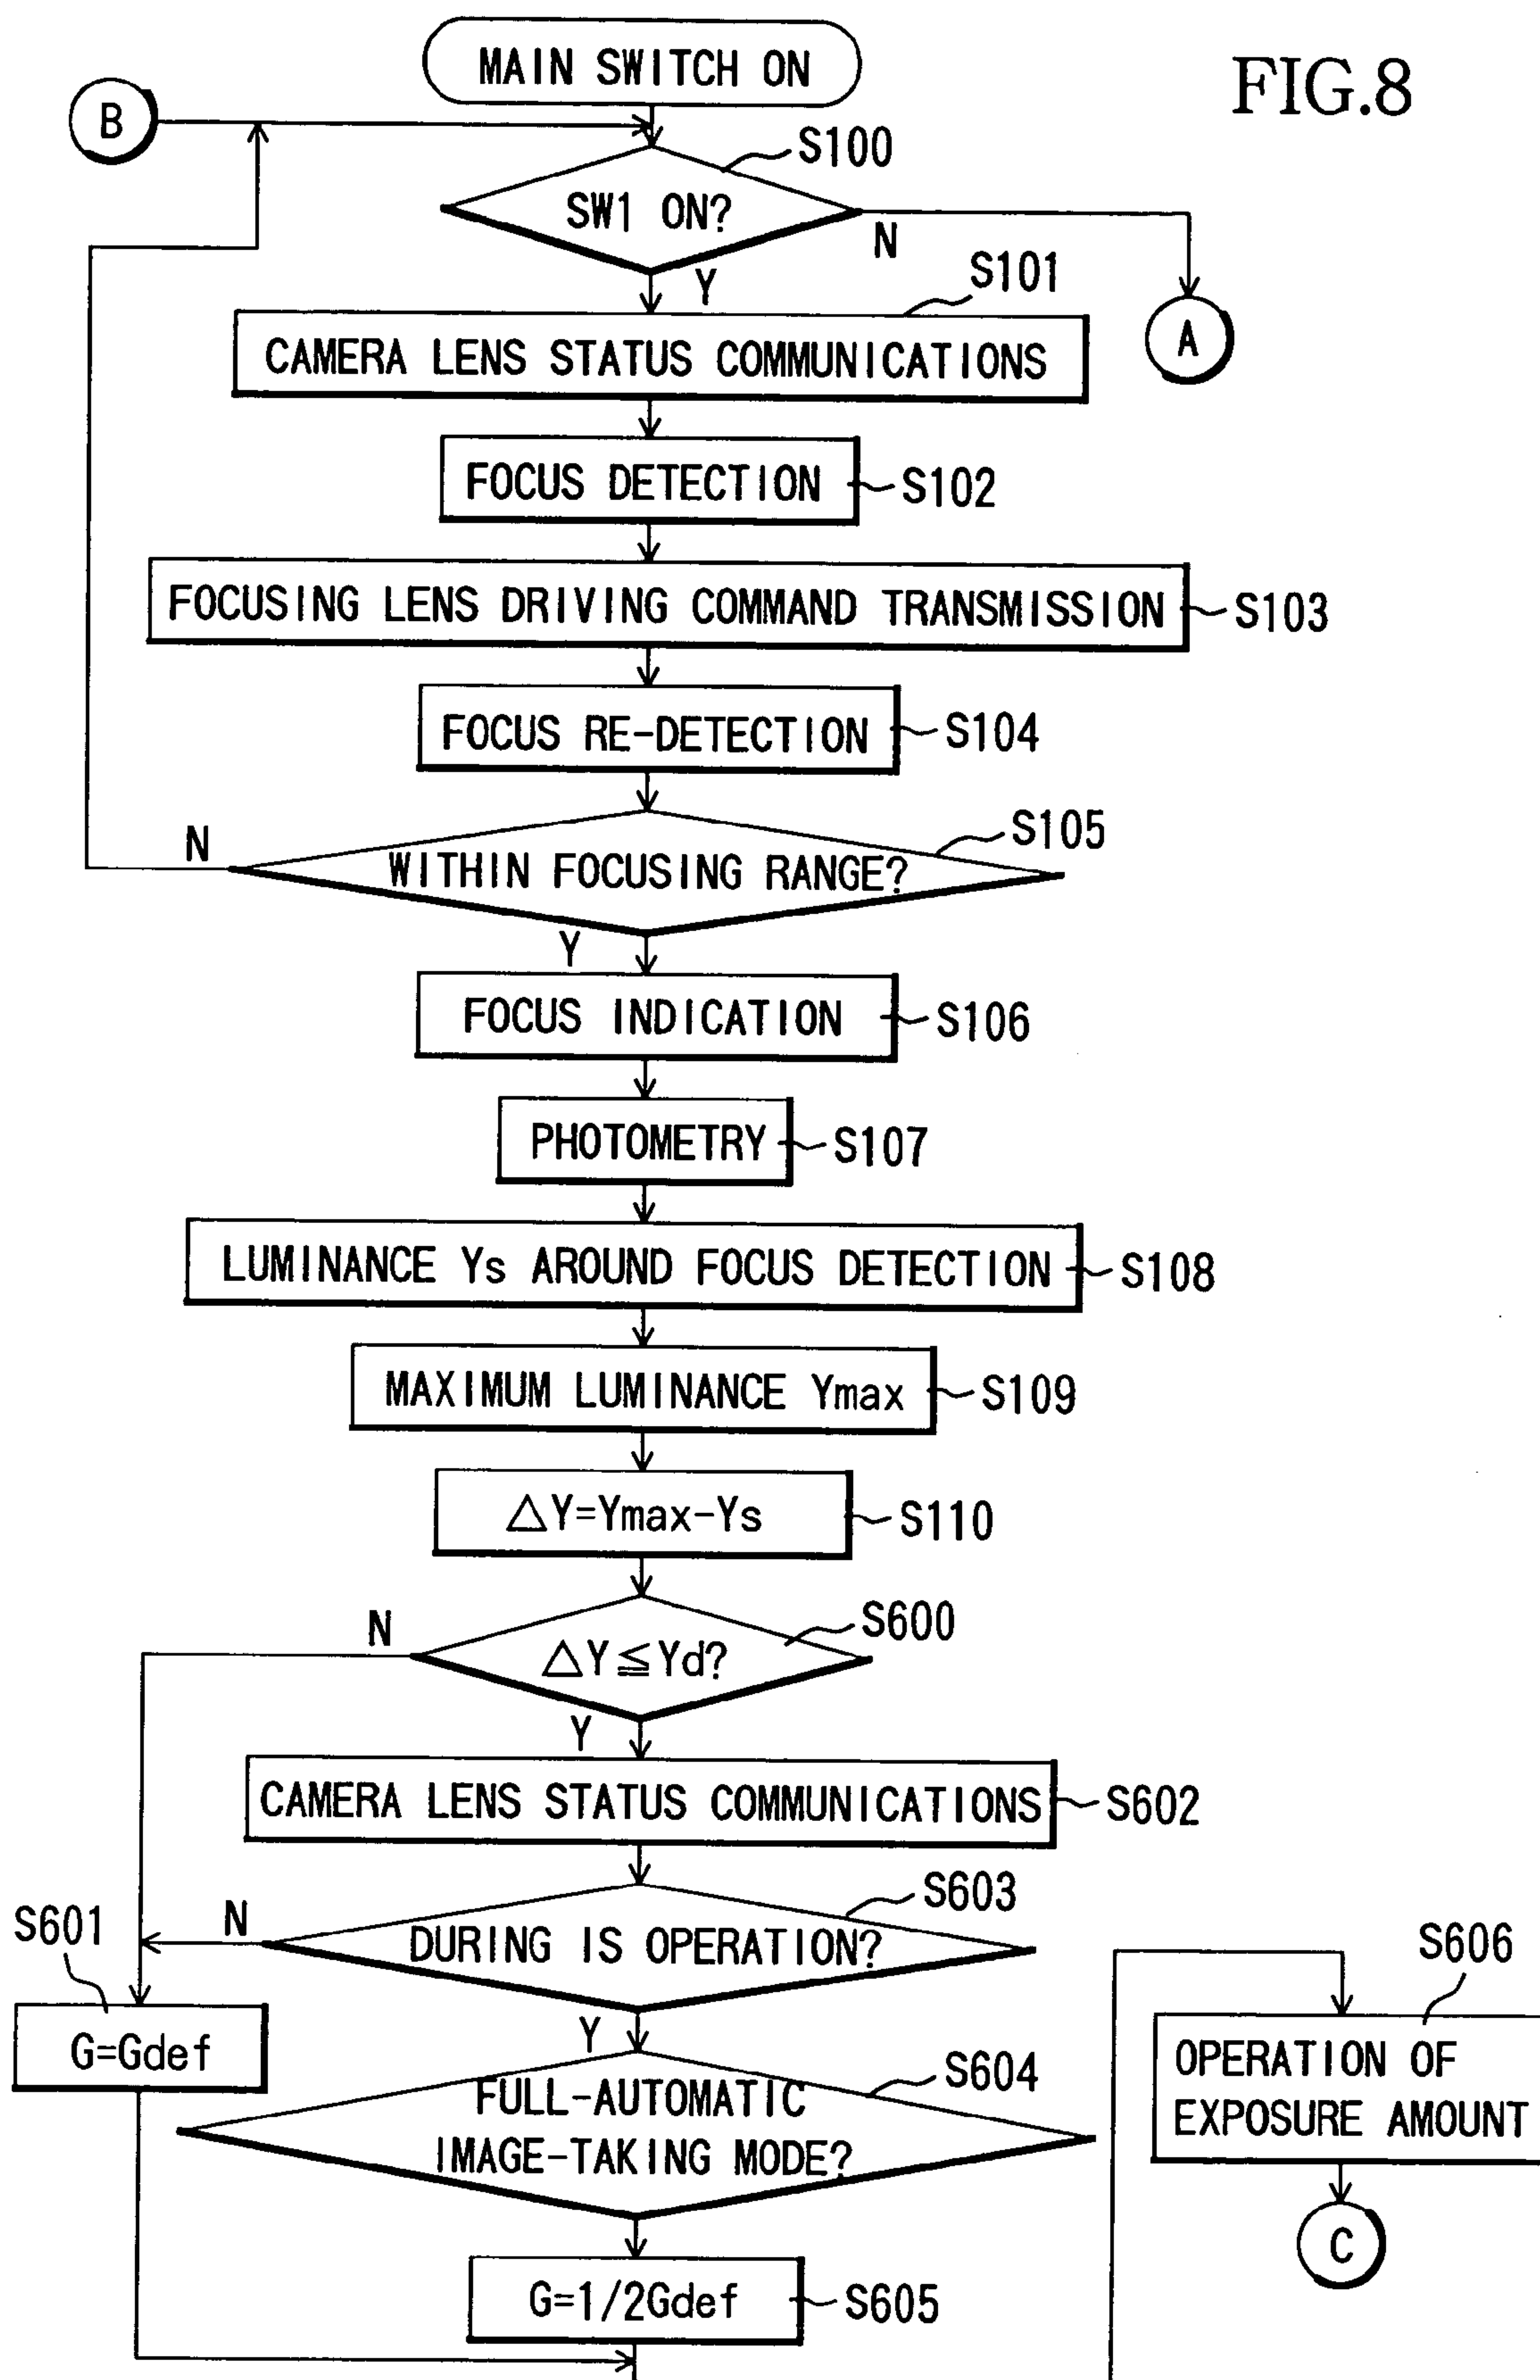 FIG.8
MAIN SWITCH ON
B
S100
SW1 ON?
N
Y
A
S101
CAMERA LENS STATUS COMMUNICATIONS
FOCUS DETECTION
S102
FOCUSING LENS DRIVING COMMAND TRANSMISSION
S103
FOCUS RE-DETECTION
S104
S105
N
WITHIN FOCUSING RANGE?
Y
FOCUS INDICATION
S106
PHOTOMETRY
S107
LUMINANCE Ys AROUND FOCUS DETECTION
S108
MAXIMUM LUMINANCE Ymax
S109
△Y=Ymax-Ys
S110
S600
N
△Y≦Yd?
Y
CAMERA LENS STATUS COMMUNICATIONS
S602
S603
N
DURING IS OPERATION?
Y
S601
G=Gdef
S604
FULL-AUTOMATIC
IMAGE-TAKING MODE?
G=1/2Gdef
S605
S606
OPERATION OF
EXPOSURE AMOUNT
C